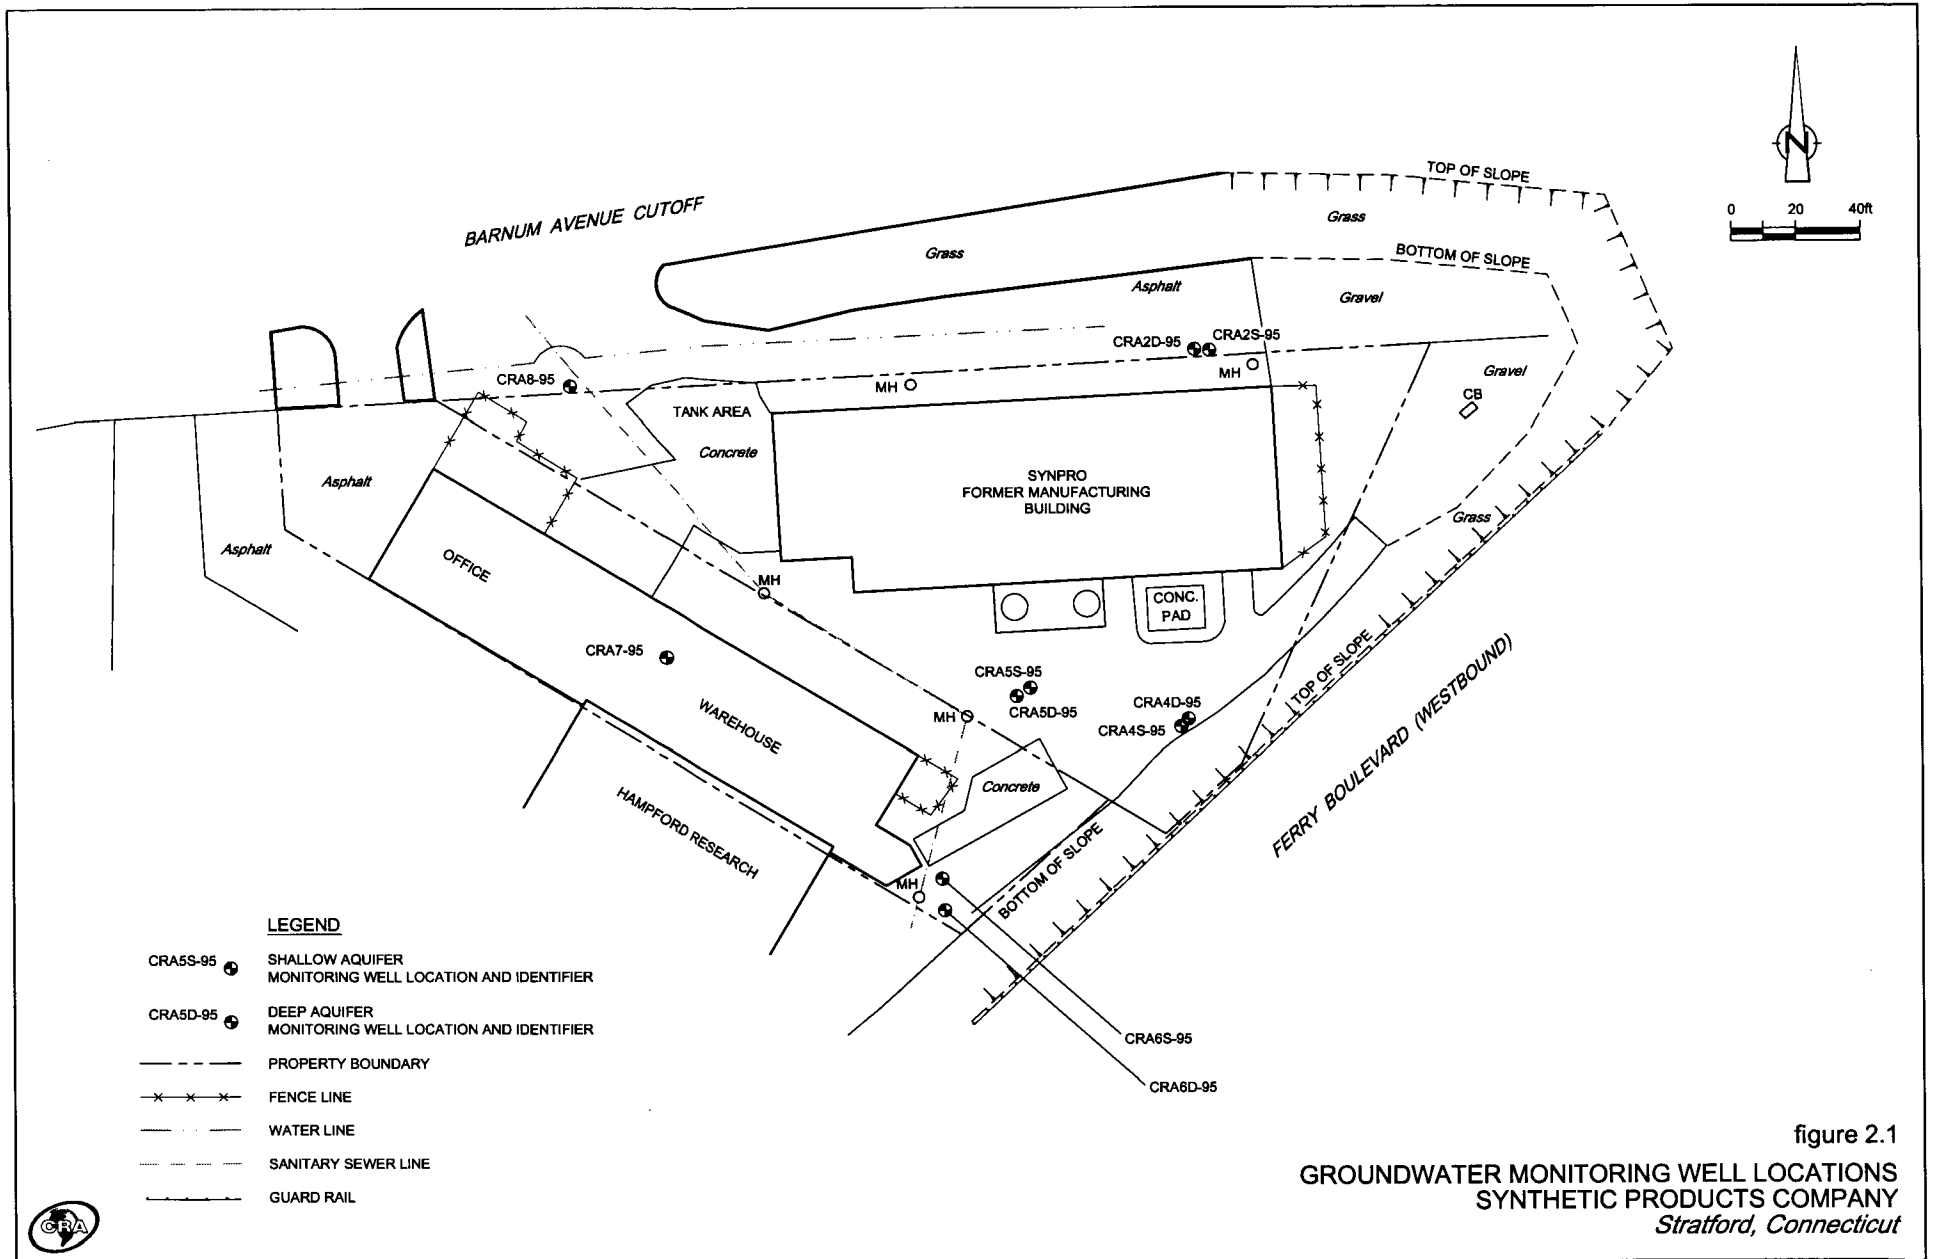 N
0 20 40ft
TOP OF SLOPE
BARNUM AVENUE CUTOFF
Grass
Grass
BOTTOM OF SLOPE
Asphalt
Gravel
CRA2D-95
CRA2S-95
CRA8-95
MH
MH
Gravel
CB
TANK AREA
Concrete
Asphalt
SYNPRO
FORMER MANUFACTURING
BUILDING
Grass
Asphalt
OFFICE
MH
CONC.
PAD
CRA7-95
TOP OF SLOPE
CRA5S-95
CRA5D-95
CRA4D-95
CRA4S-95
MH
WAREHOUSE
FERRY BOULEVARD (WESTBOUND)
Concrete
HAMPFORD RESEARCH
BOTTOM OF SLOPE
MH
CRA6S-95
CRA6D-95
LEGEND
CRA5S-95
SHALLOW AQUIFER
MONITORING WELL LOCATION AND IDENTIFIER
CRA5D-95
DEEP AQUIFER
MONITORING WELL LOCATION AND IDENTIFIER
PROPERTY BOUNDARY
FENCE LINE
WATER LINE
SANITARY SEWER LINE
GUARD RAIL
CRA
figure 2.1
GROUNDWATER MONITORING WELL LOCATIONS
SYNTHETIC PRODUCTS COMPANY
Stratford, Connecticut